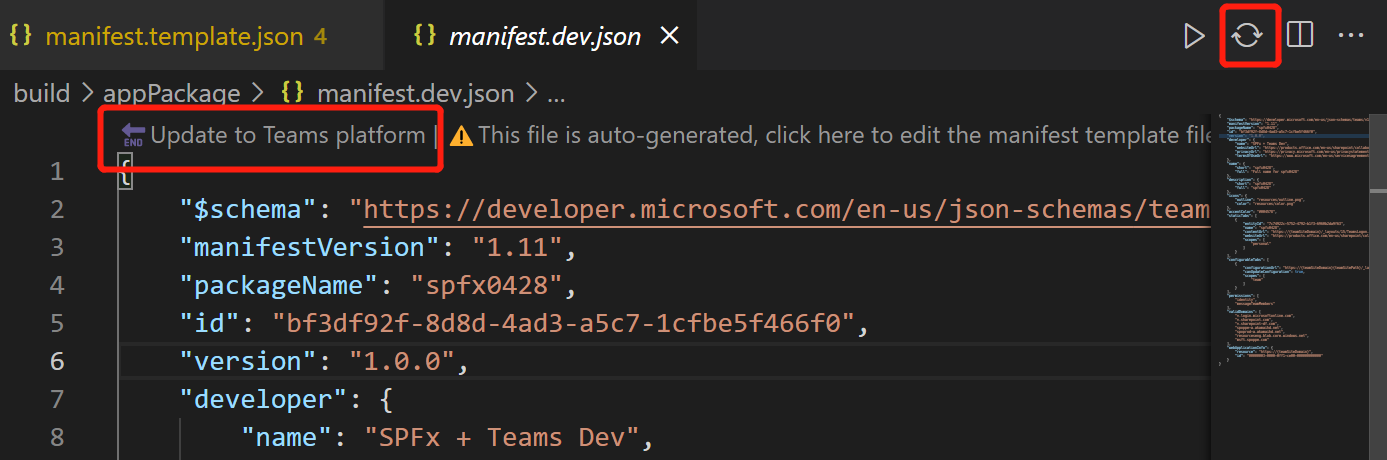 {} manifest.template.json 4 {} manifest.dev.json
build > appPackage > {} manifest.dev.json > ...
END Update to Teams platform | This file is auto-generated, click here to edit the manifest template file
1 {
2 "$schema": "https://developer.microsoft.com/en-us/json-schemas/team
3 "manifestVersion": "1.11",
4 "packageName": "spfx0428",
5 "id": "bf3df92f-8d8d-4ad3-a5c7-1cfbe5f466f0",
6 "version": "1.0.0",
7 "developer": {
8 "name": "SPFx + Teams Dev",